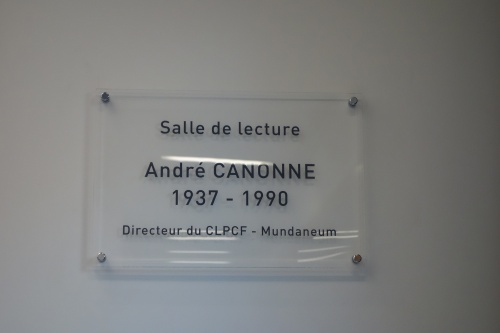 Salle de lecture
André CANONNE
1937 - 1990
Directeur du CLPCF - Mundaneum